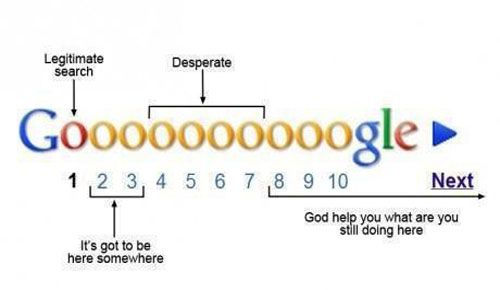 Legitimate
search
Desperate
Goooooooooogle
1 2 3 4 5 6 7 8 9 10 Next
It's got to be
here somewhere
God help you what are you
still doing here